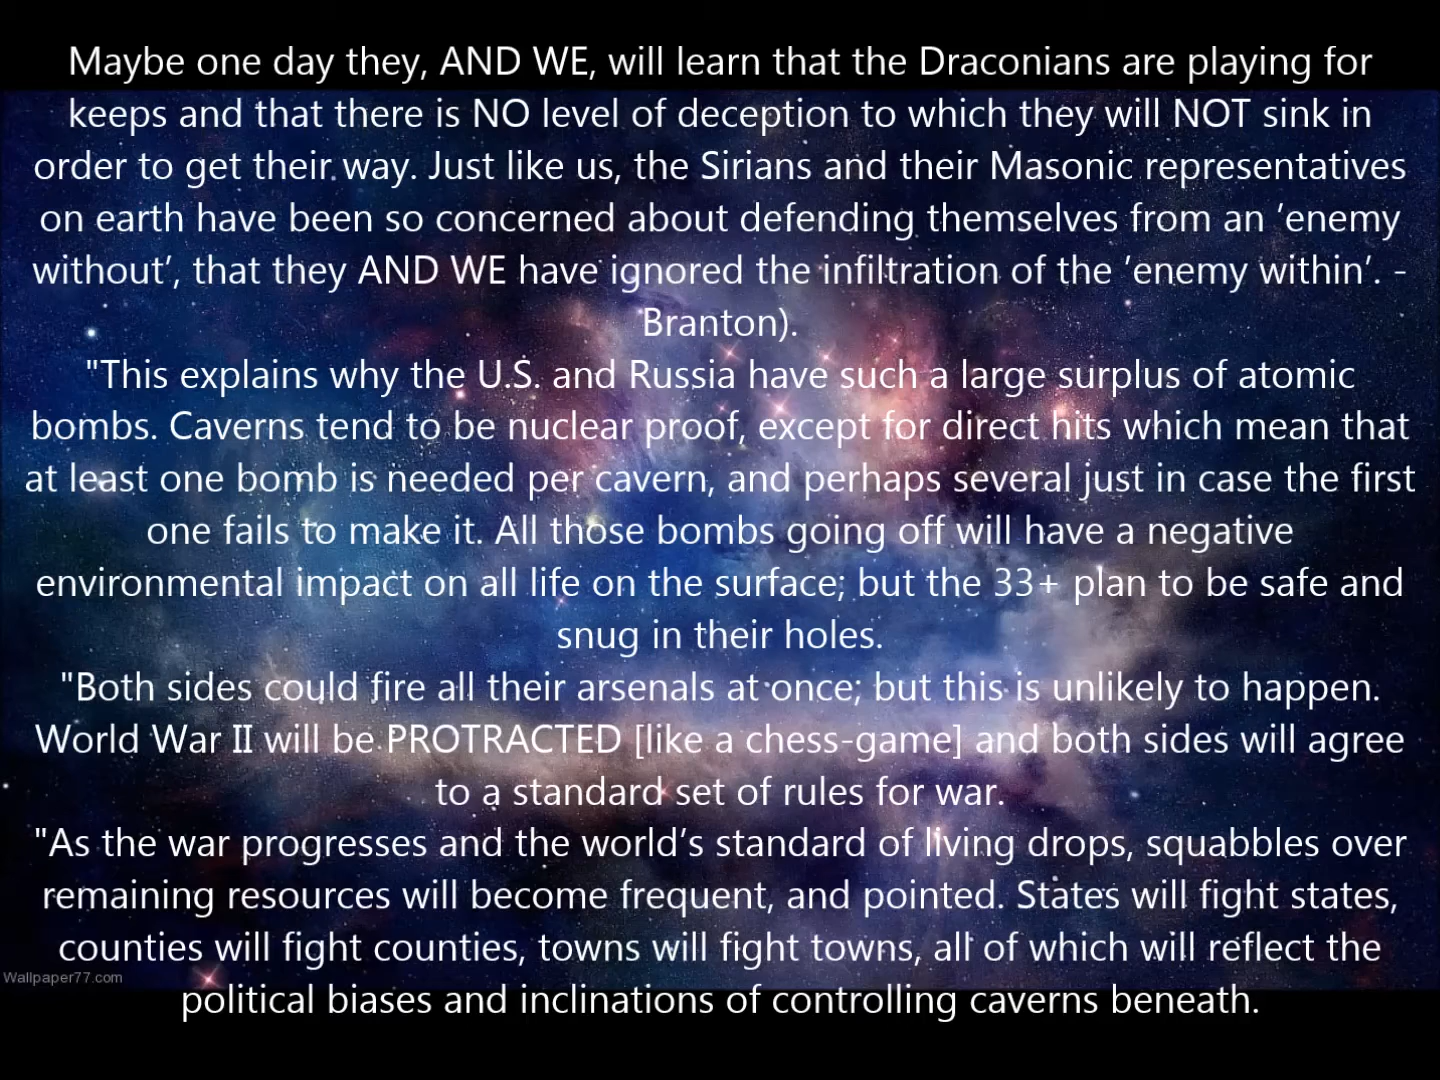 Maybe one day they, AND WE, will learn that the Draconians are playing for
keeps and that there is NO level of deception to which they will NOT sink in
order to get their way. Just like us, the Sirians and their Masonic representatives
on earth have been so concerned about defending themselves from an ’enemy
without’, that they AND WE have ignored the infiltration of the ’enemy within’. -
Branton).
"This explains why the U.S. and Russia have such a large surplus of atomic
bombs. Caverns tend to be nuclear proof, except for direct hits which mean that
at least one bomb is needed per cavern, and perhaps several just in case the first
one fails to make it. All those bombs going off will have a negative
environmental impact on all life on the surface; but the 33+ plan to be safe and
snug in their holes.
"Both sides could fire all their arsenals at once; but this is unlikely to happen.
World War II will be PROTRACTED [like a chess-game] and both sides will agree
to a standard set of rules for war.
"As the war progresses and the world’s standard of living drops, squabbles over
remaining resources will become frequent, and pointed. States will fight states,
counties will fight counties, towns will fight towns, all of which will reflect the
Wallpaper77.com
political biases and inclinations of controlling caverns beneath.